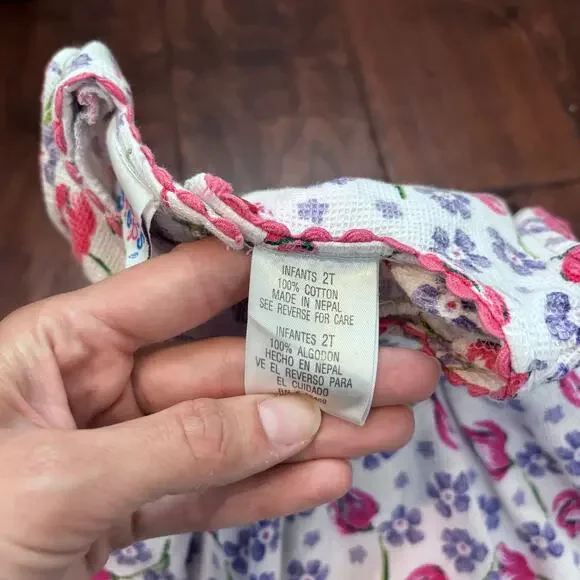 INFANTS 2T
100% COTTON
MADE IN NEPAL
SEE REVERSE FOR CARE
INFANTES 2T
100% ALGODON
HECHO EN NEPAL
VE EL REVERSO PARA
EL CUIDADO